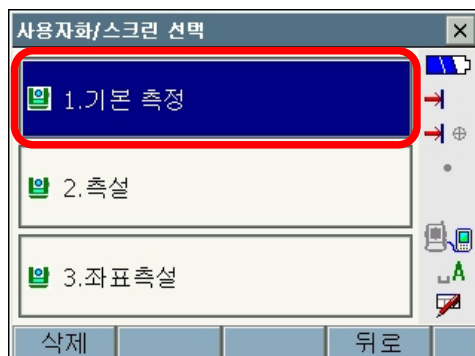 사용자화/스크린 선택
1.기본 측정
2.측설
3.좌표측설
A
삭제 뒤로